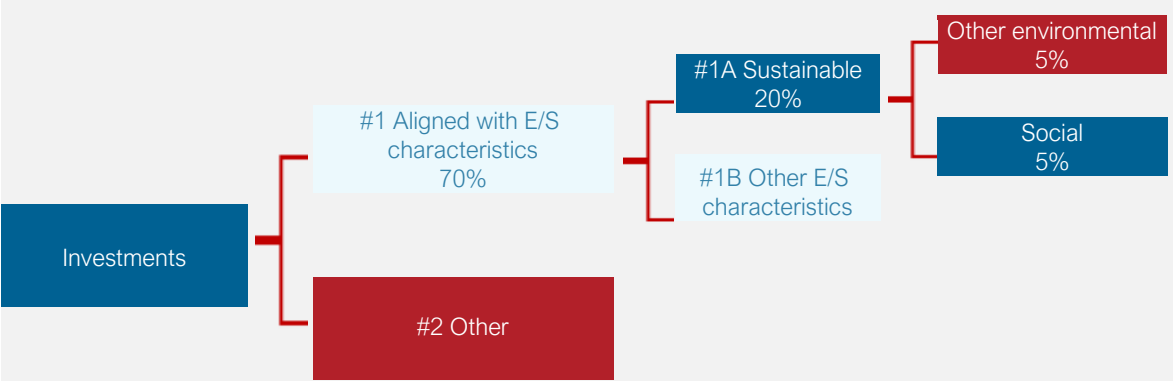 Investments
#1 Aligned with E/S
characteristics
70%
#2 Other
#1A Sustainable
20%
#1B Other E/S
characteristics
Other environmental
5%
Social
5%